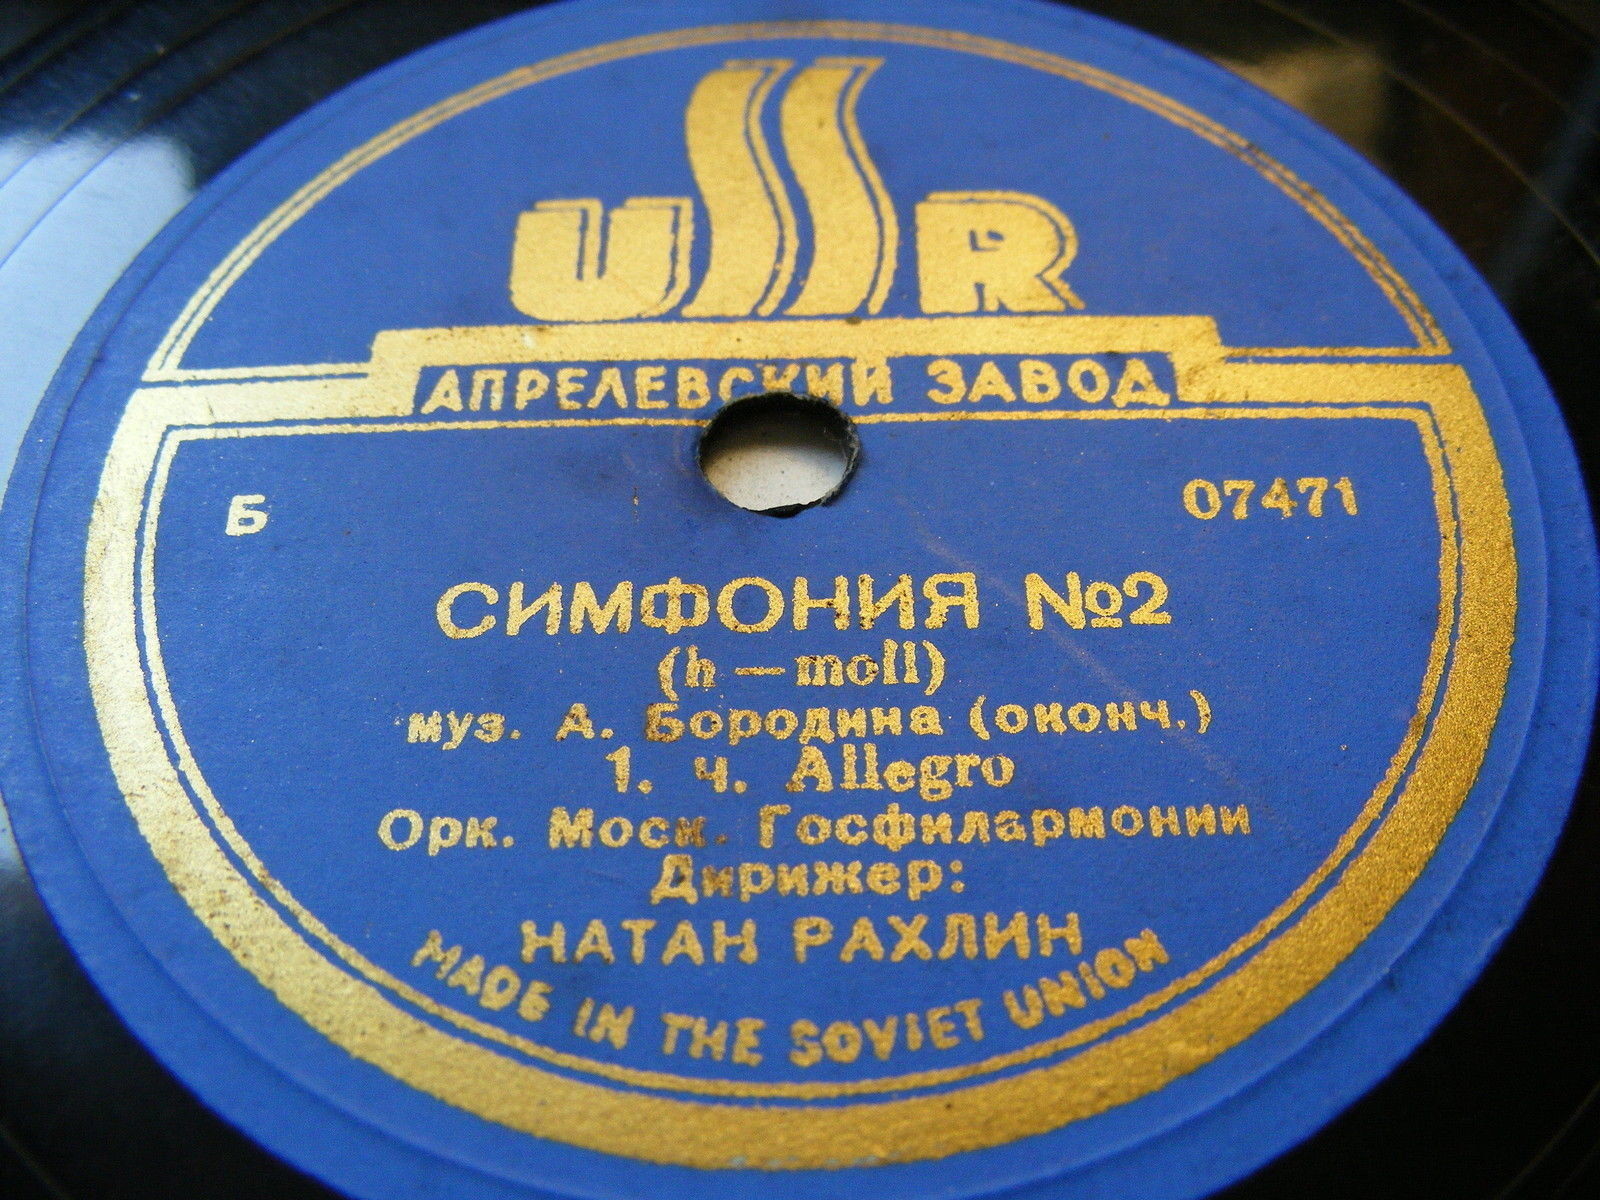 USSR
АПРЕЛЕВСКИЙ ЗАВОД
Б 07471
СИМФОНИЯ №2
(h — moll)
муз. А. Бородина (оконч.)
1. ч. Allegro
Орк. Моск. Госфилармонии
Дирижер:
НАТАН РАХЛИН
MADE IN THE SOVIET UNION